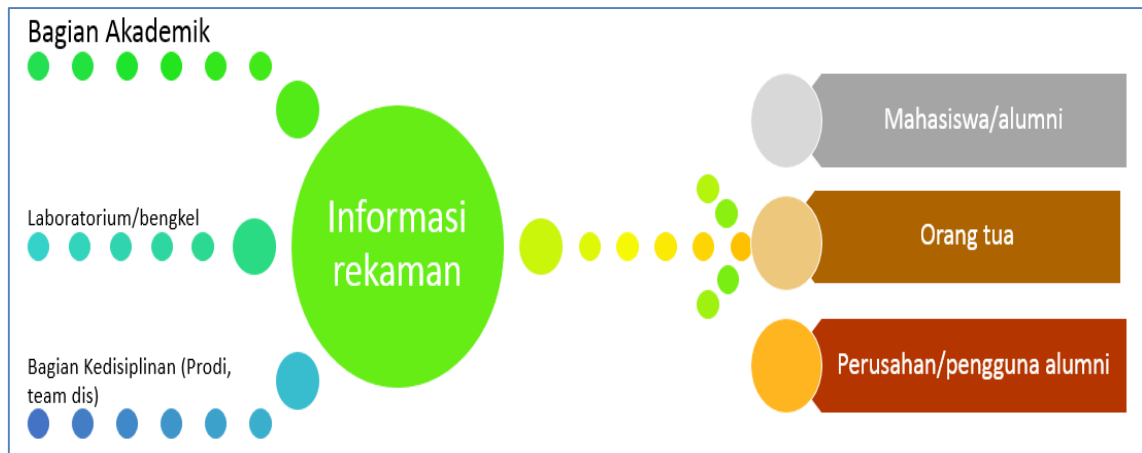 Bagian Akademik
Laboratorium/bengkel
Bagian Kedisiplinan (Prodi,
team dis)
Informasi
rekaman
Mahasiswa/alumni
Orang tua
Perusahan/pengguna alumni